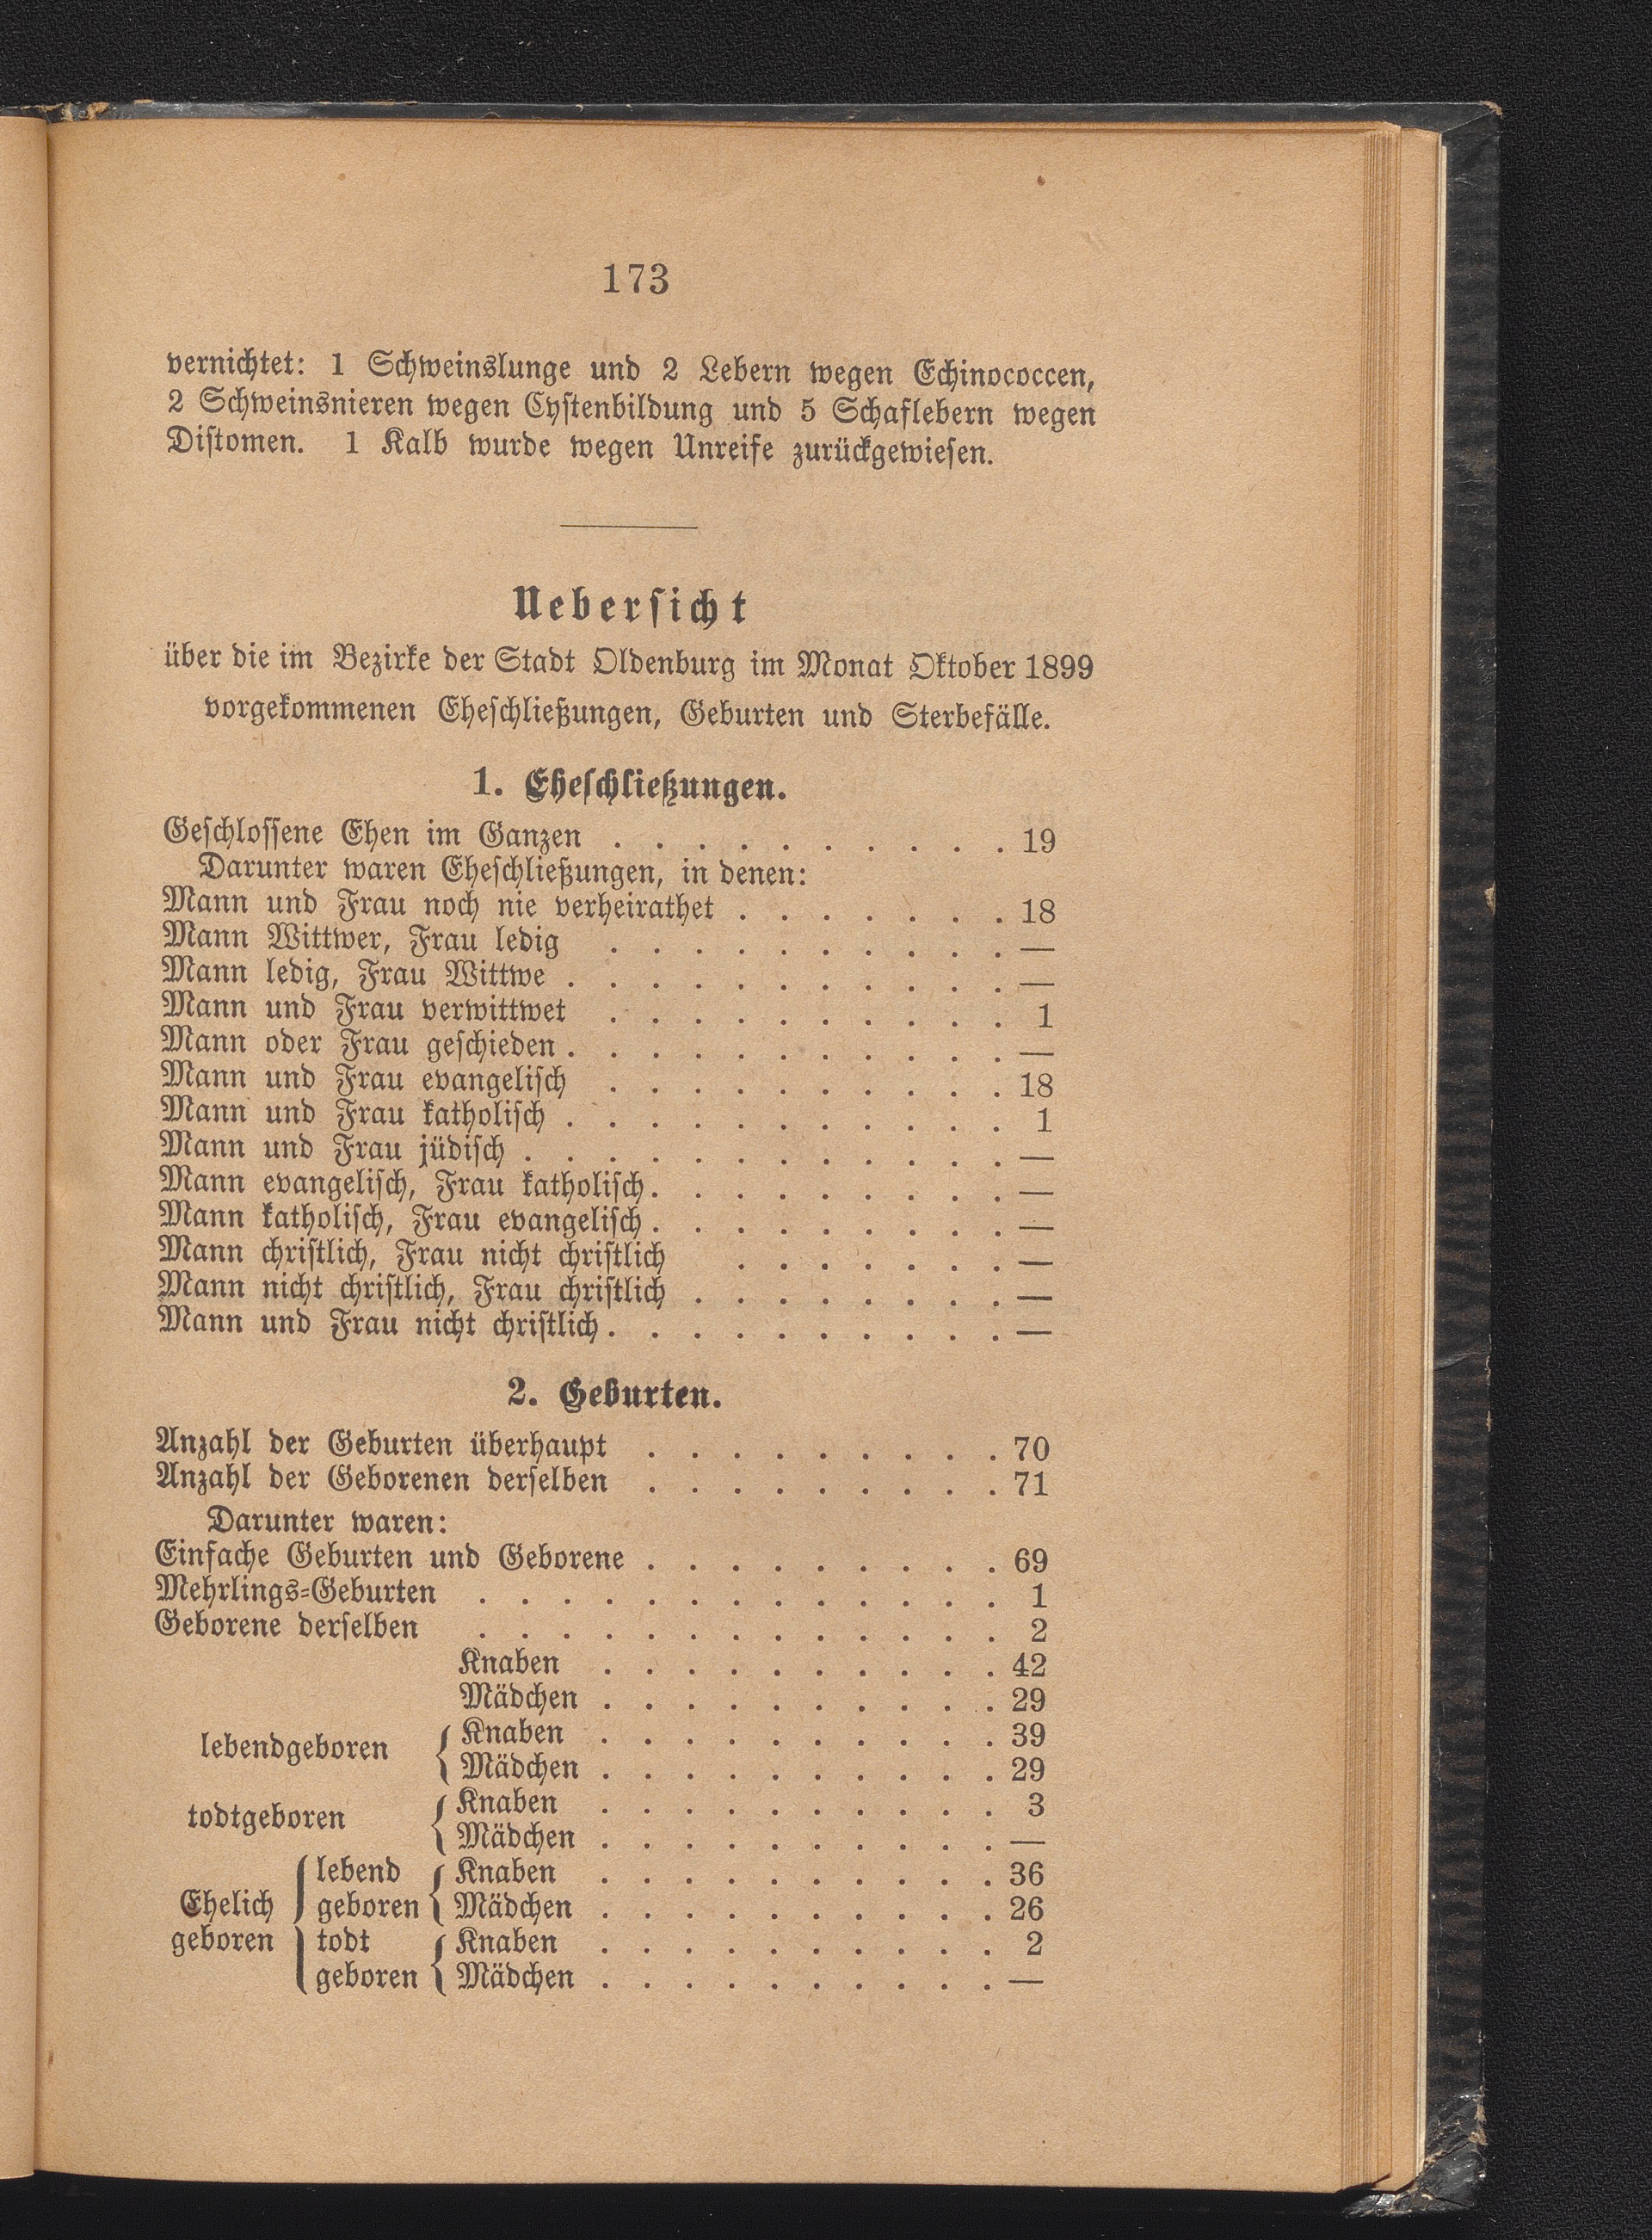 173
vernichtet: 1 Schweinslunge und 2 Lebern wegen Echinococcen,
2 Schweinsnieren wegen Cystenbildung und 5 Schaflebern wegen
Distomen. 1 Kalb wurde wegen Unreife zurückgewiesen.
Uebersicht
über die im Bezirke der Stadt Oldenburg im Monat Oktober 1899
vorgekommenen Eheschließungen, Geburten und Sterbefälle.
1. Eheschließungen.
Geschlossene Ehen im Ganzen . . . . . . . . . . 19
Darunter waren Eheschließungen, in denen:
Mann und Frau noch nie verheirathet . . . . . . . 18
Mann Wittwer, Frau ledig . . . . . . . . . . —
Mann ledig, Frau Wittwe . . . . . . . . . . . —
Mann und Frau verwittwet . . . . . . . . . . 1
Mann oder Frau geschieden . . . . . . . . . . . —
Mann und Frau evangelisch . . . . . . . . . . 18
Mann und Frau katholisch . . . . . . . . . . . 1
Mann und Frau jüdisch . . . . . . . . . . . . —
Mann evangelisch, Frau katholisch . . . . . . . . . —
Mann katholisch, Frau evangelisch . . . . . . . . . —
Mann christlich, Frau nicht christlich . . . . . . . —
Mann nicht christlich, Frau christlich . . . . . . . . —
Mann und Frau nicht christlich . . . . . . . . . . —
2. Geburten.
Anzahl der Geburten überhaupt . . . . . . . . . 70
Anzahl der Geborenen derselben . . . . . . . . . 71
Darunter waren:
Einfache Geburten und Geborene . . . . . . . . . 69
Mehrlings-Geburten . . . . . . . . . . . . . 1
Geborene derselben . . . . . . . . . . . . . 2
Knaben . . . . . . . . . . 42
Mädchen . . . . . . . . . . 29
lebendgeboren { Knaben . . . . . . . . . . 39
Mädchen . . . . . . . . . . 29
todtgeboren { Knaben . . . . . . . . . . 3
Mädchen . . . . . . . . . . —
lebend { Knaben . . . . . . . . . . 36
Ehelich { geboren { Mädchen . . . . . . . . . . 26
geboren { todt { Knaben . . . . . . . . . . 2
geboren { Mädchen . . . . . . . . . . —